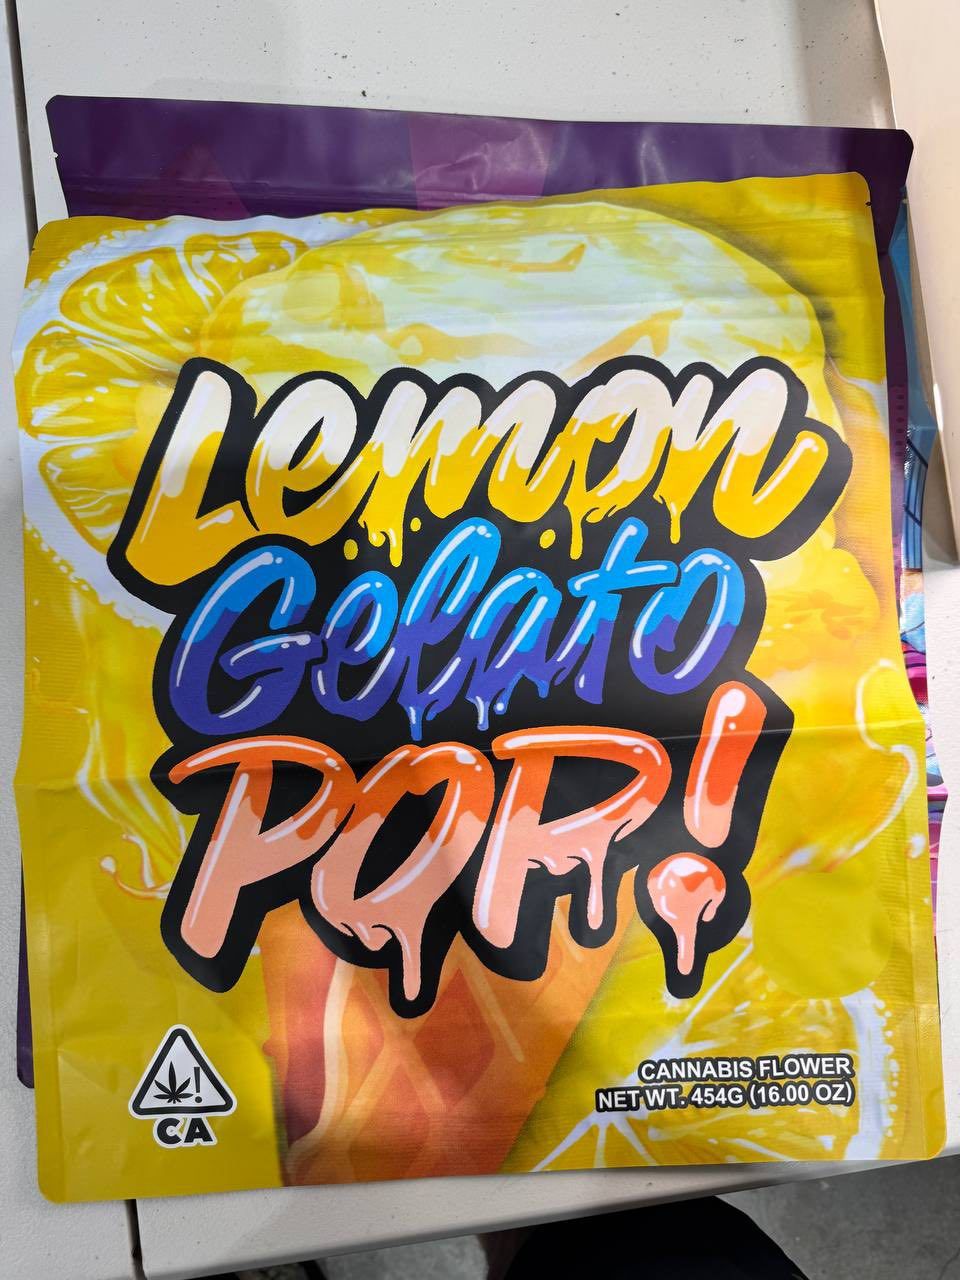 Lemon
Gelato
POP!
!
CA
CANNABIS FLOWER
NET WT. 454G (16.00 OZ)